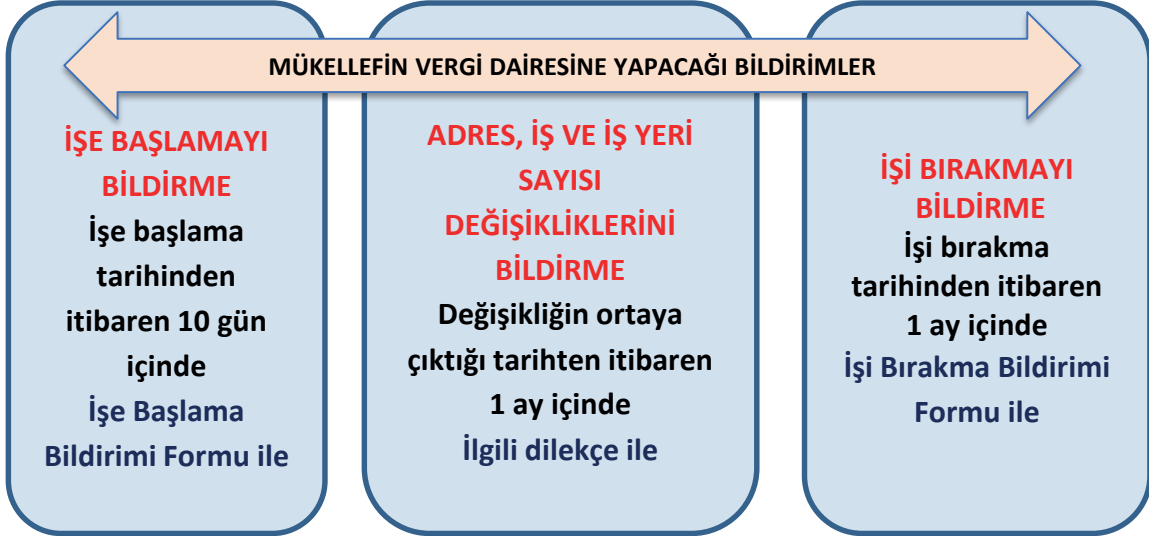 MÜKELLEFİN VERGİ DAİRESİNE YAPACAĞI BİLDİRİMLER
İŞE BAŞLAMAYI
BİLDİRME
İşe başlama
tarihinden
itibaren 10 gün
içinde
İşe Başlama
Bildirimi Formu ile
ADRES, İŞ VE İŞ YERİ
SAYISI
DEĞİŞİKLİKLERİNİ
BİLDİRME
Değişikliğin ortaya
çıktığı tarihten itibaren
1 ay içinde
İlgili dilekçe ile
İŞİ BIRAKMAYI
BİLDİRME
İşi bırakma
tarihinden itibaren
1 ay içinde
İşi Bırakma Bildirimi
Formu ile